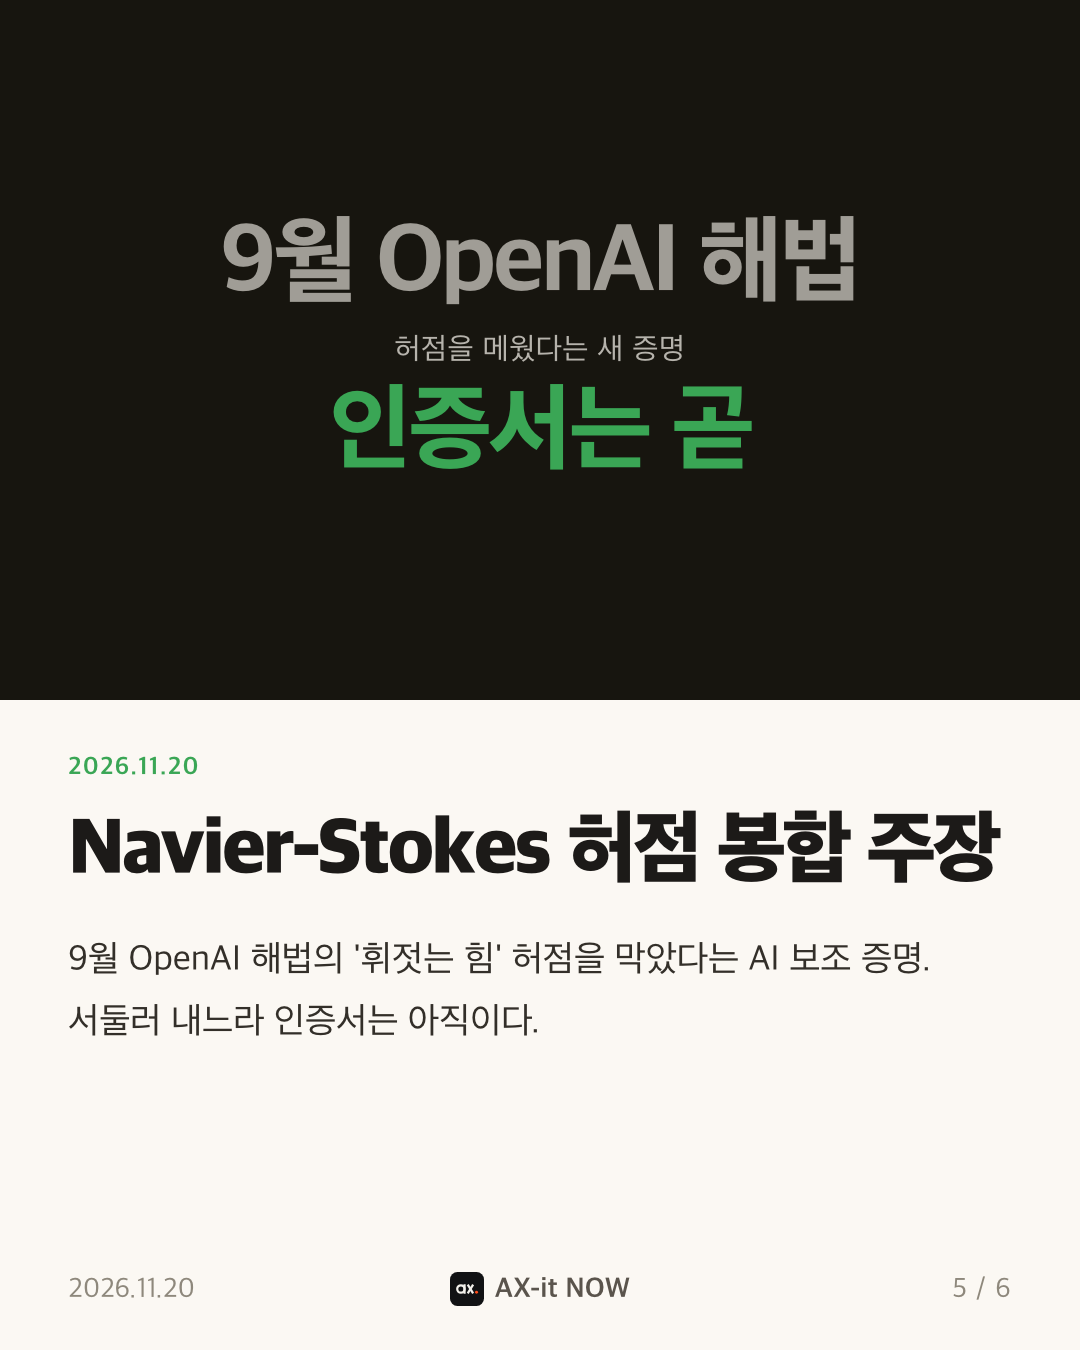 9월 OpenAI 해법
허점을 메웠다는 새 증명
인증서는 곧
2026.11.20
Navier-Stokes 허점 봉합 주장
9월 OpenAI 해법의 '휘젓는 힘' 허점을 막았다는 AI 보조 증명.
서둘러 내느라 인증서는 아직이다.
2026.11.20
ax. AX-it NOW
5 / 6